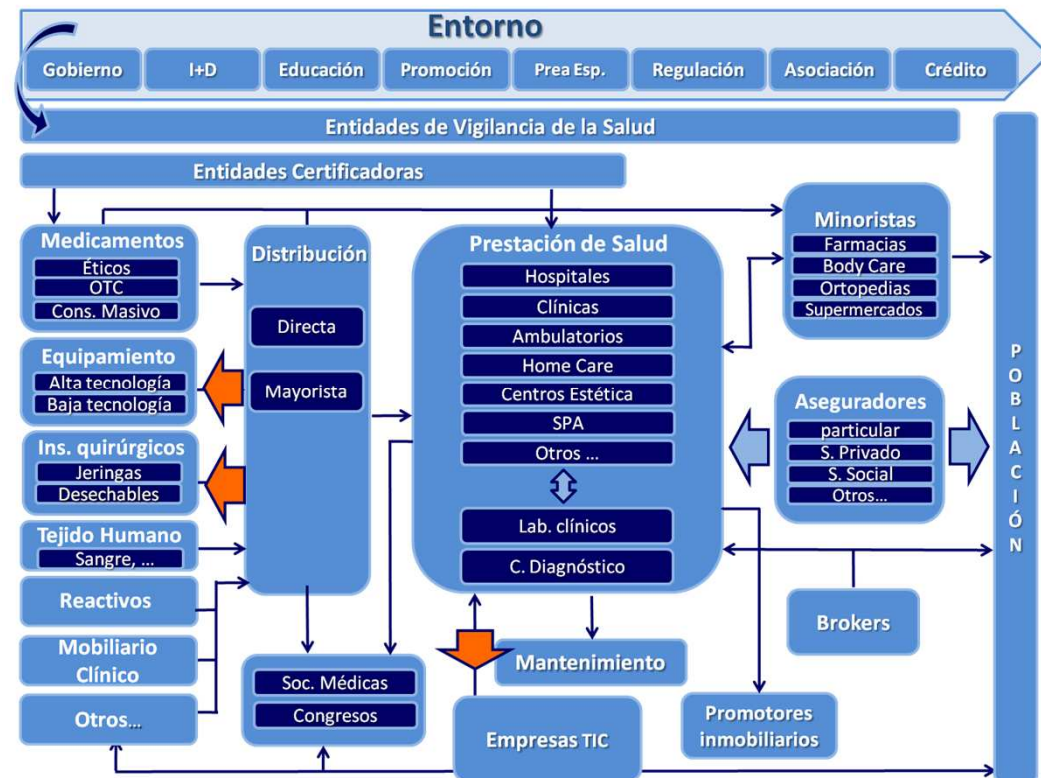 Entorno
Gobierno
I+D
Educación
Promoción
Prea Esp.
Regulación
Asociación
Crédito
Entidades de Vigilancia de la Salud
Entidades Certificadoras
Medicamentos
Éticos
OTC
Cons. Masivo
Equipamiento
Alta tecnología
Baja tecnología
Ins. quirúrgicos
Jeringas
Desechables
Tejido Humano
Sangre, ...
Reactivos
Mobiliario
Clínico
Otros...
Distribución
Directa
Mayorista
Soc. Médicas
Congresos
Prestación de Salud
Hospitales
Clínicas
Ambulatorios
Home Care
Centros Estética
SPA
Otros ...
Lab. clínicos
C. Diagnóstico
Mantenimiento
Empresas TIC
Minoristas
Farmacias
Body Care
Ortopedias
Supermercados
Aseguradores
particular
S. Privado
S. Social
Otros...
Brokers
Promotores
inmobiliarios
POBLACIÓN